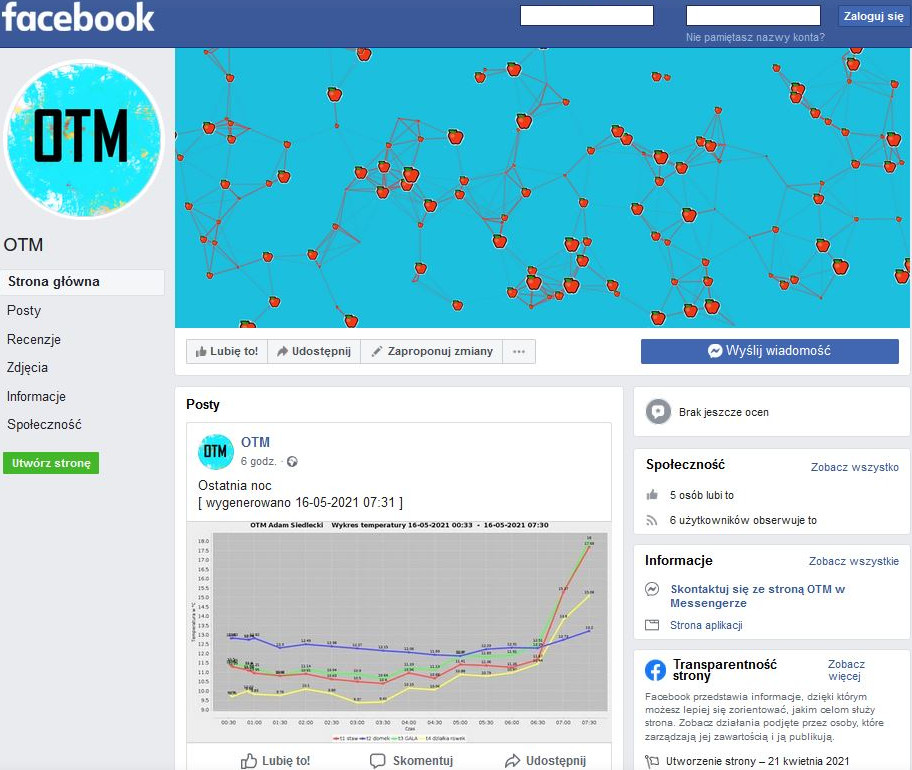 facebook
Zaloguj się
Nie pamiętasz nazwy konta?
OTM
OTM
Strona główna
Posty
Recenzje
Zdjęcia
Informacje
Społeczność
Utwórz stronę
Lubię to!
Udostępnij
Zaproponuj zmiany
...
Wyślij wiadomość
Posty
OTM
OTM
6 godz. ·
Ostatnia noc
[ wygenerowano 16-05-2021 07:31 ]
OTM Adam Siedlecki Wykres temperatury 16-05-2021 00:33 - 16-05-2021 07:30
Temperatura w °C
18.0
17.5
17.0
16.5
16.0
15.5
15.0
14.5
14.0
13.5
13.0
12.5
12.0
11.5
11.0
10.5
10.0
9.5
9.0
00:30 01:00 01:30 02:00 02:30 03:00 03:30 04:00 04:30 05:00 05:30 06:00 06:30 07:00 07:30
Czas
t1 staw t2 domek t3 GALA t4 działka rowek
Lubię to!
Skomentuj
Udostępnij
Brak jeszcze ocen
Społeczność
Zobacz wszystko
5 osób lubi to
6 użytkowników obserwuje to
Informacje
Zobacz wszystkie
Skontaktuj się ze stroną OTM w
Messengerze
Strona aplikacji
Transparentność
strony
Zobacz
więcej
Facebook przedstawia informacje, dzięki którym
możesz lepiej się zorientować, jakim celom służy
strona. Zobacz działania podjęte przez osoby, które
zarządzają jej zawartością i ją publikują.
Utworzenie strony – 21 kwietnia 2021